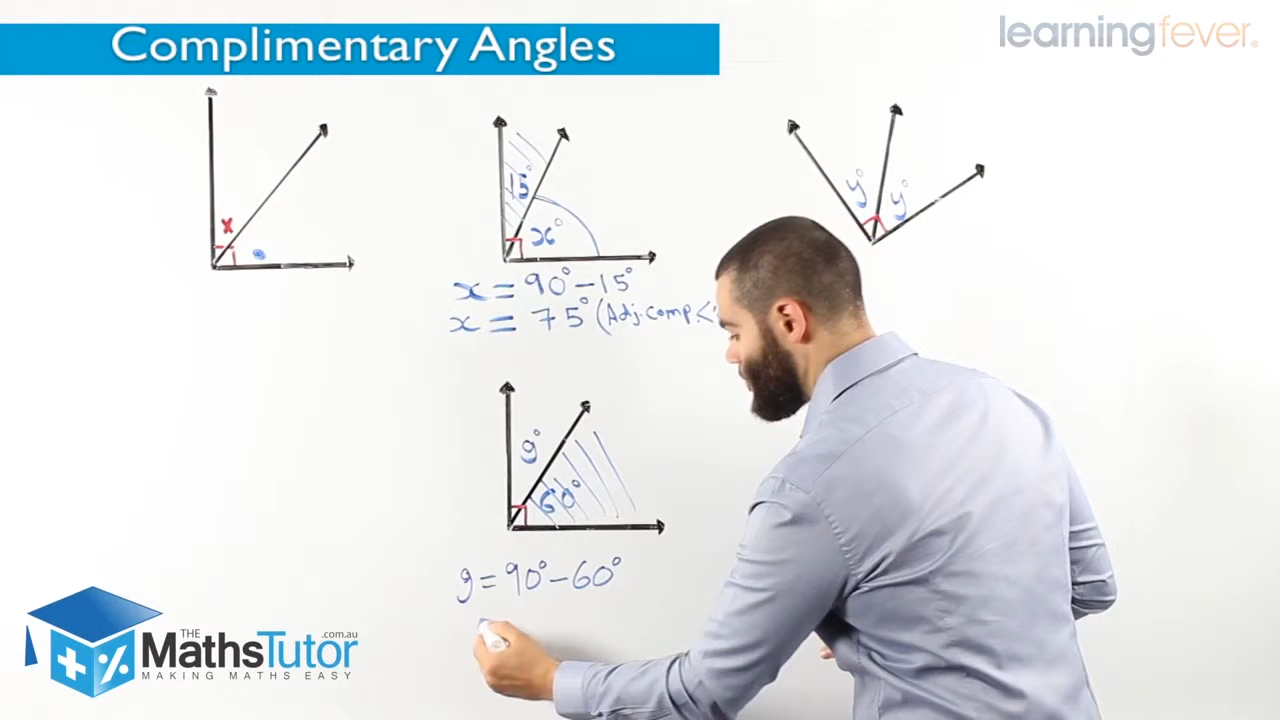 Complimentary Angles
learningfever.
x
15°
x°
x = 90° - 15°
x = 75° (Adj. comp. <'
y°
y°
g°
60°
g = 90° - 60°
THE MathsTutor .com.au
MAKING MATHS EASY